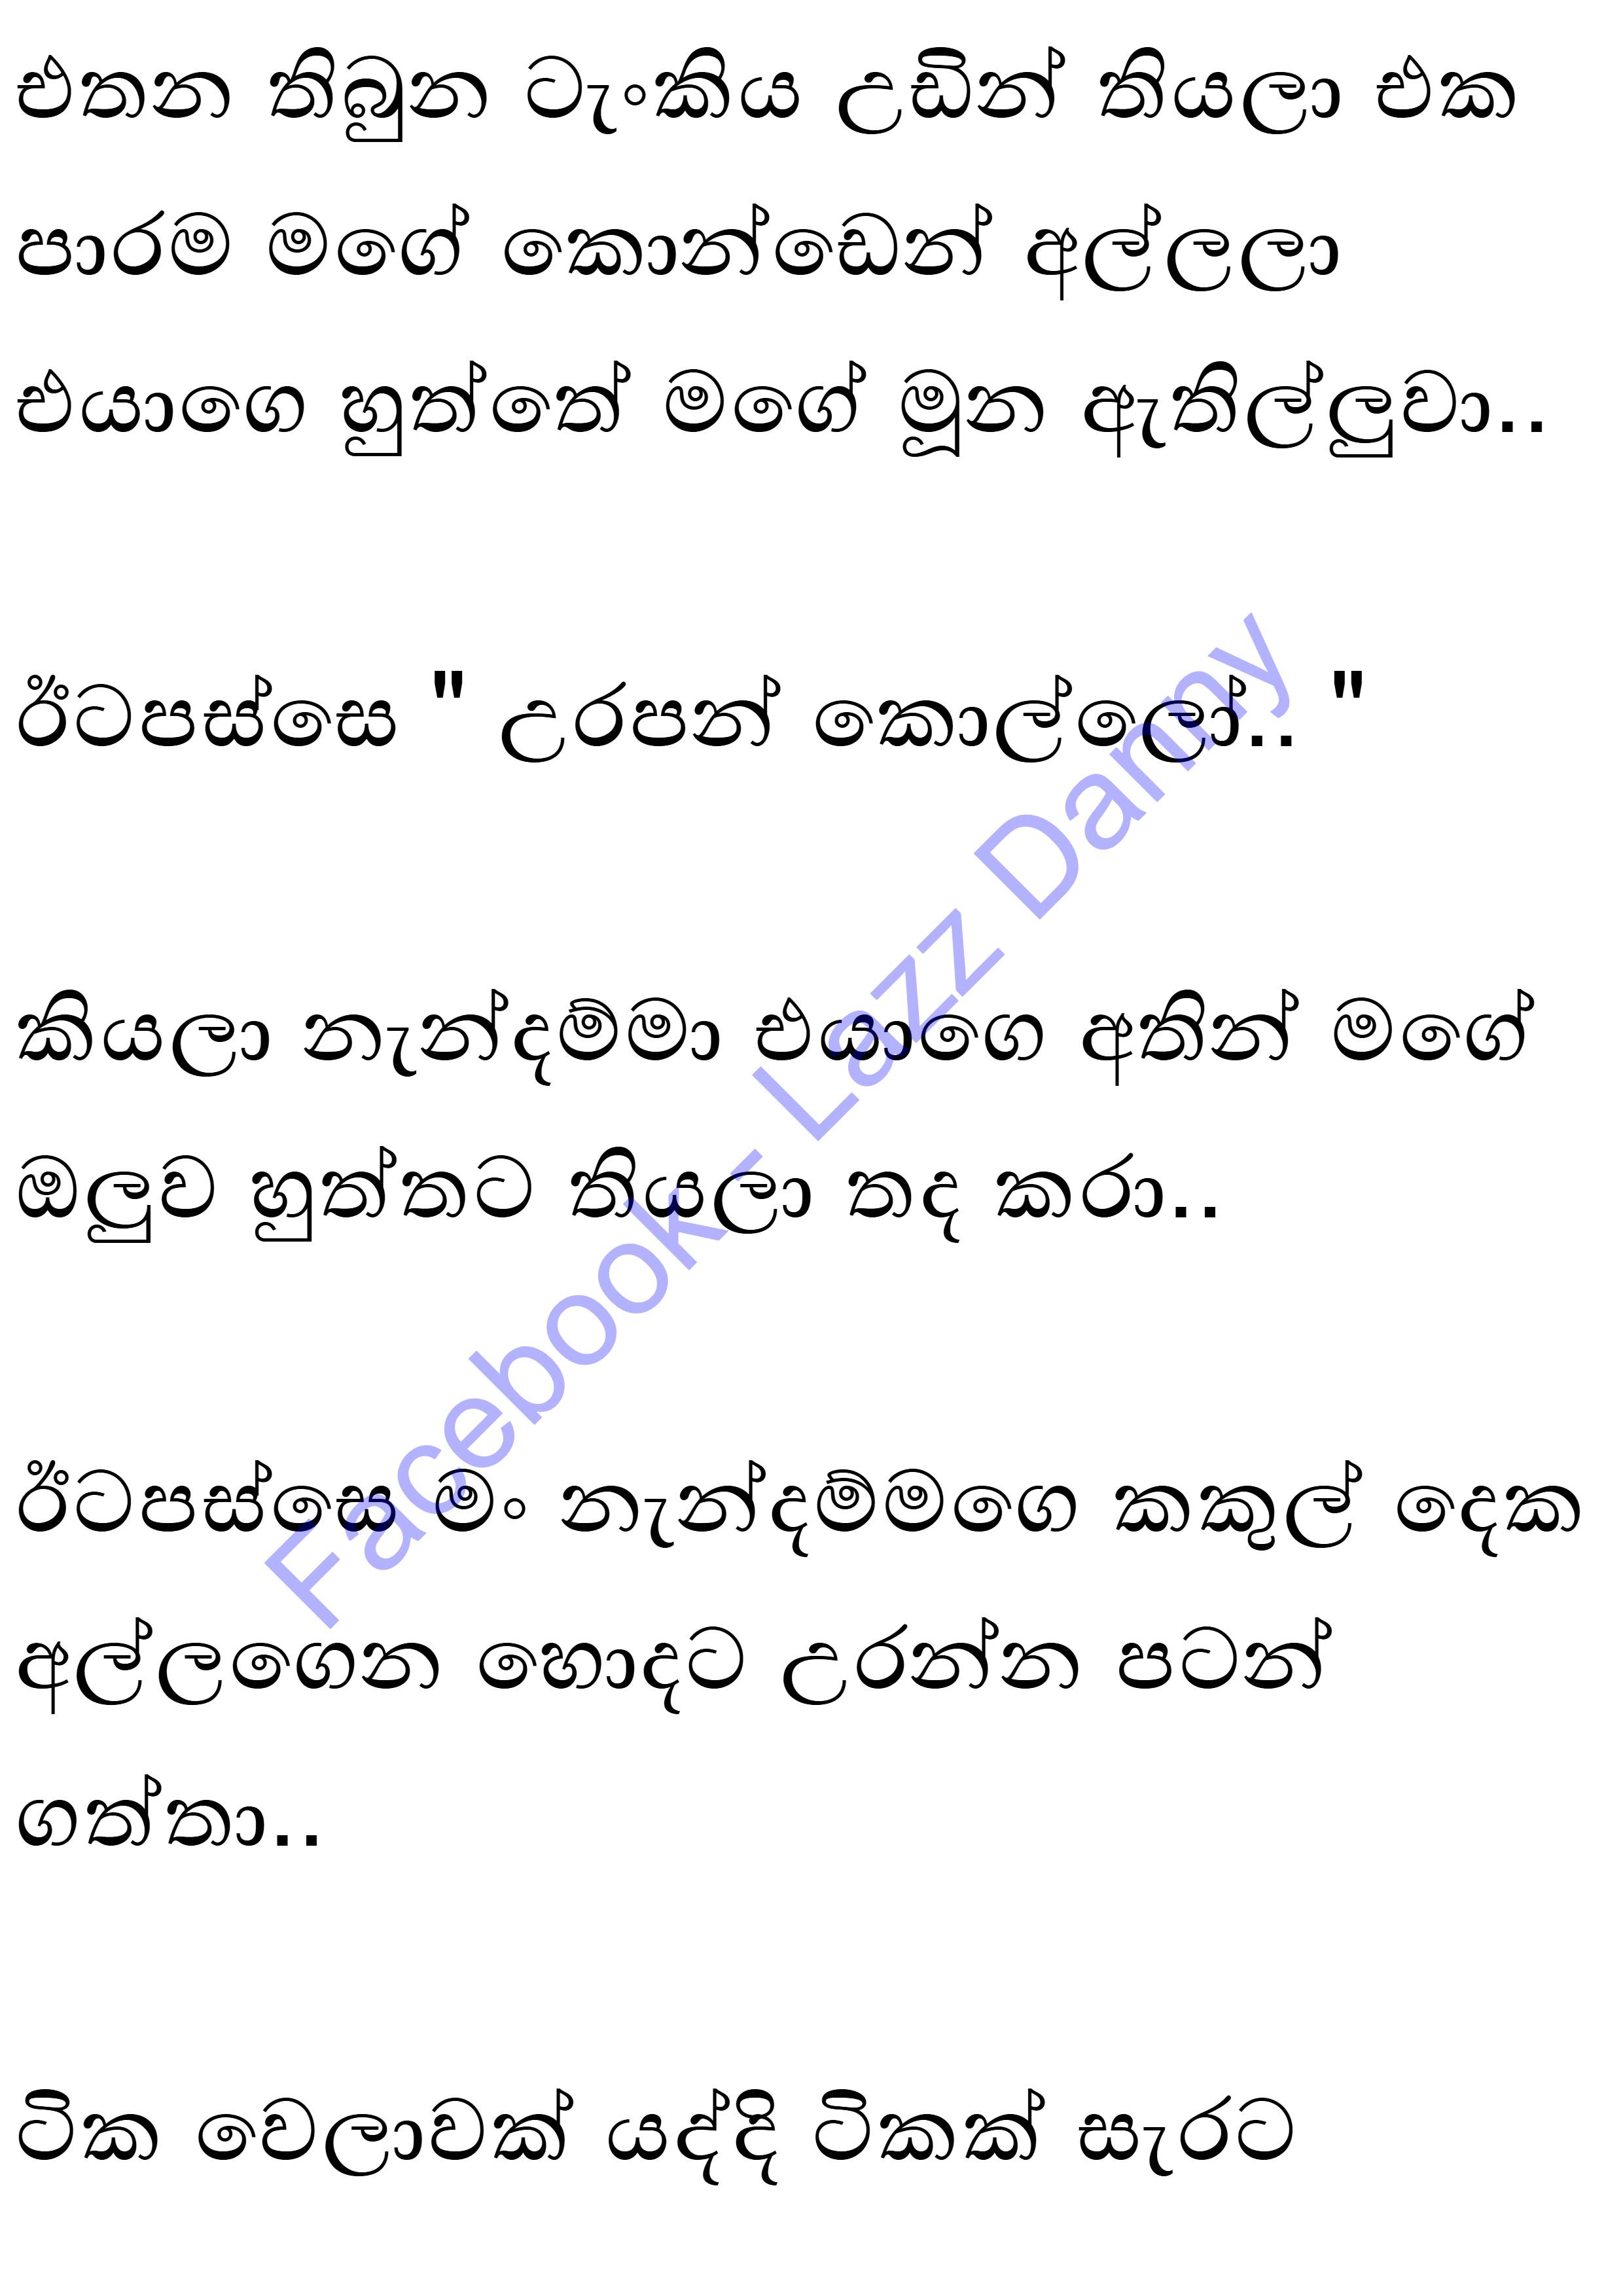 එතන තිබුන ටැංකිය උඩින් තියලා එක
පාරම මගේ කොන්ඩෙන් අල්ලලා
එයාගෙ හුත්තේ මගේ මූන ඇතිල්ලුවා..
ඊටපස්සෙ " උරපන් කොල්ලෝ.. "
කියලා නැන්දම්මා එයාගෙ අතින් මගේ
ඔලුව හුත්තට තියලා තද කරා..
ඊටපස්සෙ මං නැන්දම්මගෙ කකුල් දෙක
අල්ලගෙන හොදට උරන්න පටන්
ගත්තා..
ටික වෙලාවක් යද්දි ටිකක් සැරට
Facebook - Lazz Danny